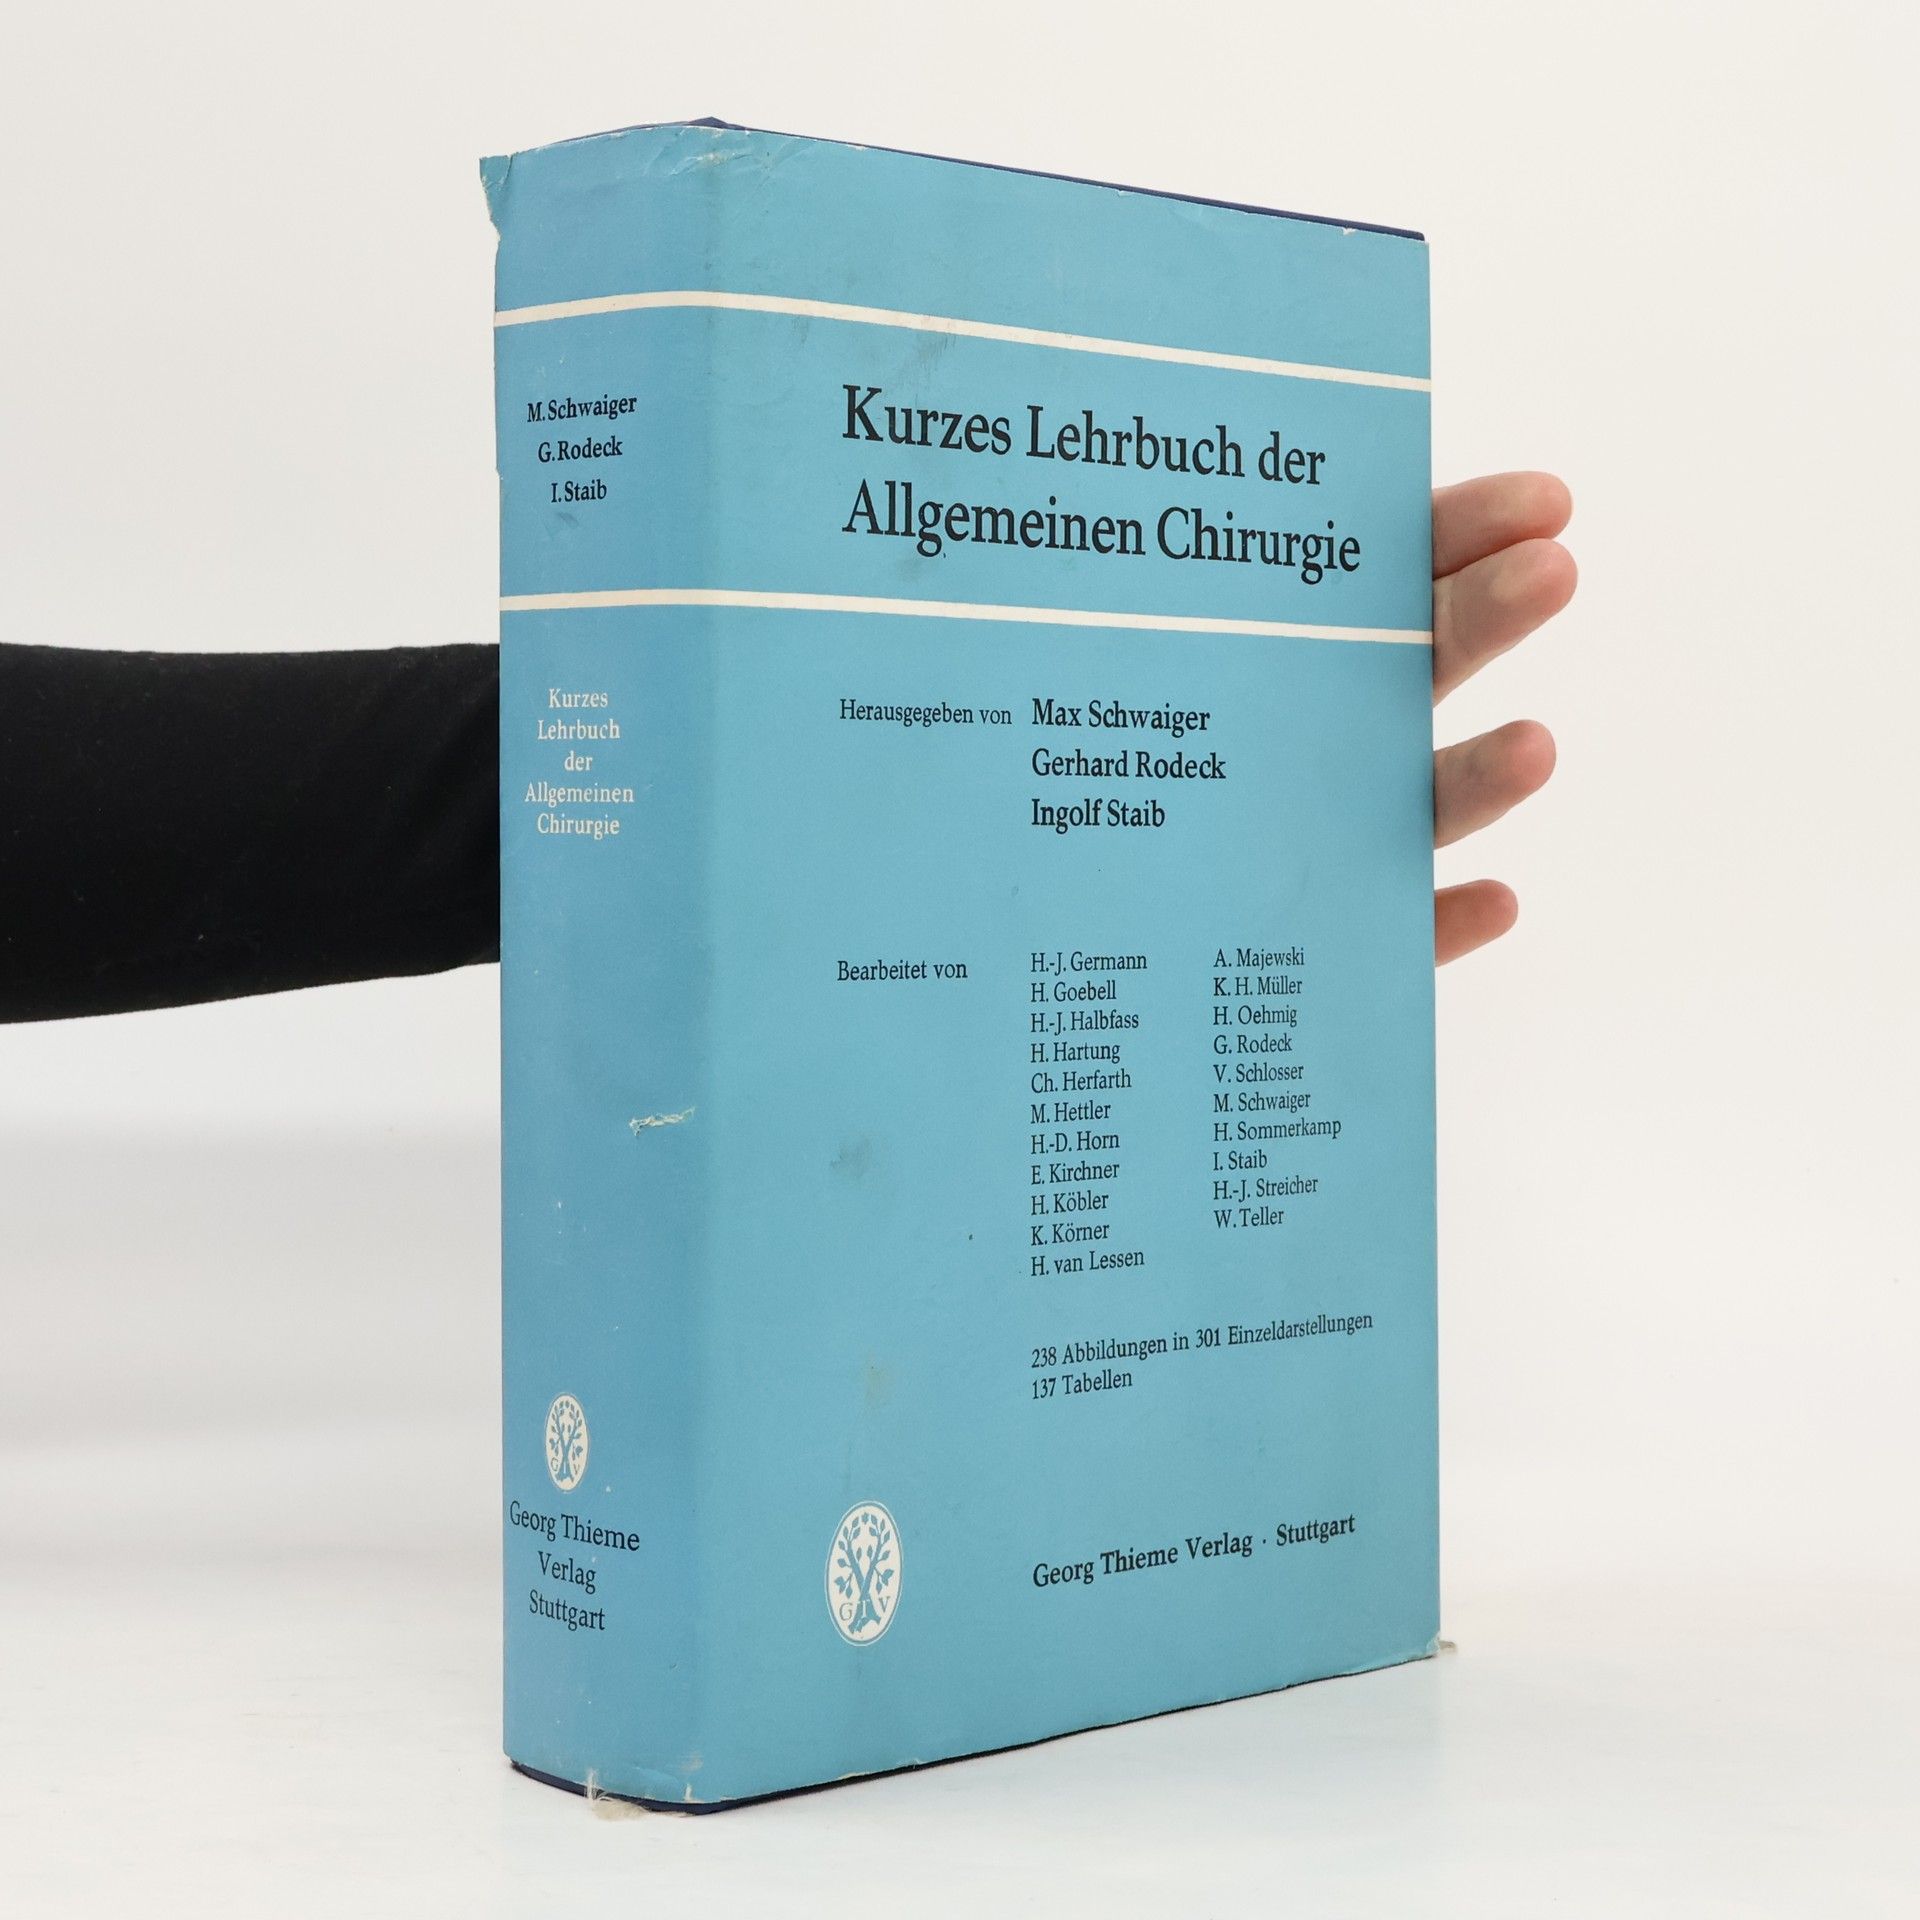 M. Schwaiger
G. Rodeck
I. Staib
Kurzes
Lehrbuch
der
Allgemeinen
Chirurgie
GTV
Georg Thieme
Verlag
Stuttgart
Kurzes Lehrbuch der
Allgemeinen Chirurgie
Herausgegeben von Max Schwaiger
Gerhard Rodeck
Ingolf Staib
Bearbeitet von
H.-J. Germann
H. Goebell
H.-J. Halbfass
H. Hartung
Ch. Herfarth
M. Hettler
H.-D. Horn
E. Kirchner
H. Köbler
K. Körner
H. van Lessen
A. Majewski
K. H. Müller
H. Oehmig
G. Rodeck
V. Schlosser
M. Schwaiger
H. Sommerkamp
I. Staib
H.-J. Streicher
W. Teller
238 Abbildungen in 301 Einzeldarstellungen
137 Tabellen
GTV
Georg Thieme Verlag · Stuttgart